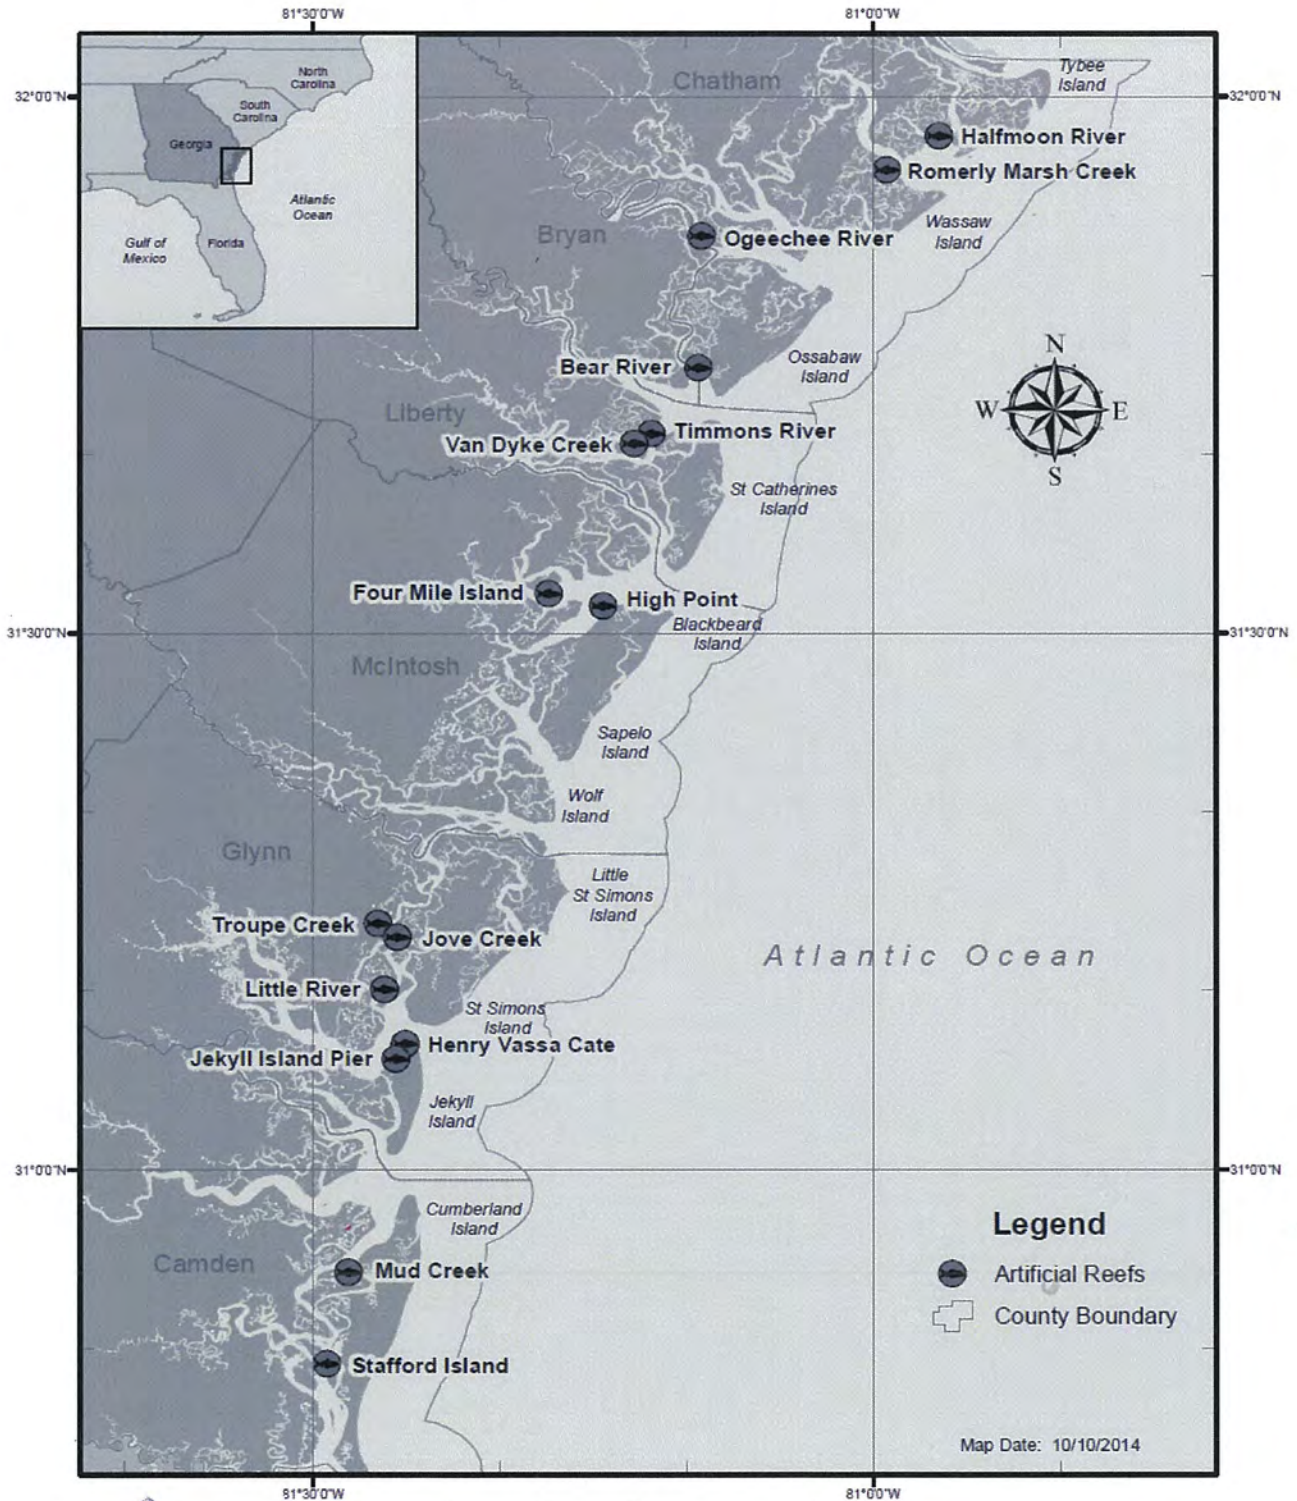 81°30'0"W
81°0'0"W
North
Carolina
South
Carolina
Georgia
Atlantic
Ocean
Gulf of
Mexico
Florida
Chatham
Tybee
Island
32°0'0"N
32°0'0"N
Halfmoon River
Romerly Marsh Creek
Wassaw
Island
Bryan
Ogeechee River
Ossabaw
Island
Bear River
N
W
E
S
Liberty
Timmons River
Van Dyke Creek
St Catherines
Island
Four Mile Island
High Point
Blackbeard
Island
31°30'0"N
31°30'0"N
McIntosh
Sapelo
Island
Wolf
Island
Glynn
Little
St Simons
Island
Troupe Creek
Jove Creek
Atlantic Ocean
Little River
St Simons
Island
Henry Vassa Cate
Jekyll Island Pier
Jekyll
Island
31°0'0"N
31°0'0"N
Cumberland
Island
Camden
Mud Creek
Stafford Island
Legend
Artificial Reefs
County Boundary
Map Date: 10/10/2014
81°30'0"W
81°0'0"W